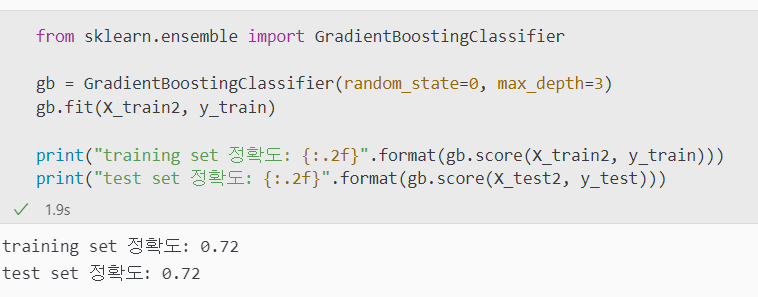 from sklearn.ensemble import GradientBoostingClassifier
gb = GradientBoostingClassifier(random_state=0, max_depth=3)
gb.fit(X_train2, y_train)
print("training set 정확도: {:.2f}".format(gb.score(X_train2, y_train)))
print("test set 정확도: {:.2f}".format(gb.score(X_test2, y_test)))
1.9s
training set 정확도: 0.72
test set 정확도: 0.72